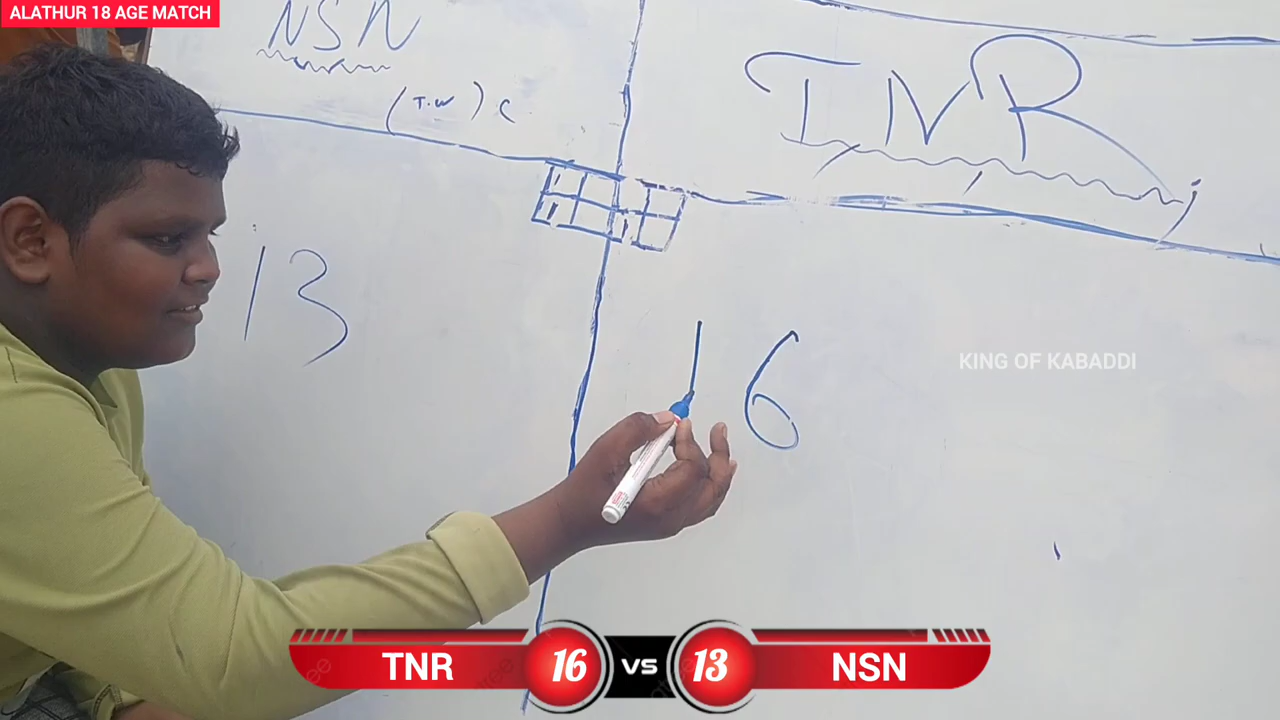 ALATHUR 18 AGE MATCH
NSN
(T.W) C
TNR
13
16
KING OF KABADDI
TNR 16 VS 13 NSN